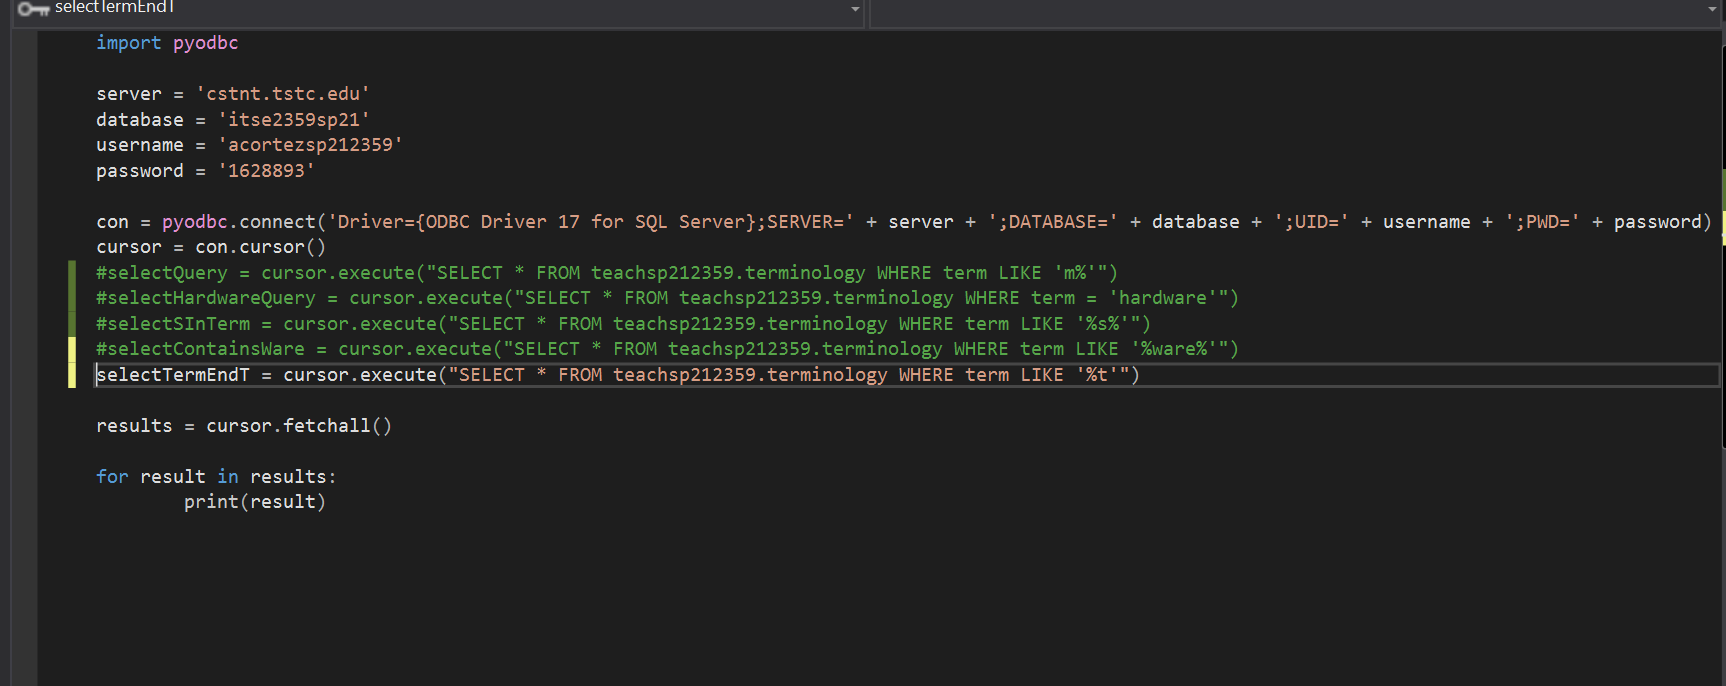 selectTermEndT
import pyodbc
server = 'cstnt.tstc.edu'
database = 'itse2359sp21'
username = 'acortezsp212359'
password = '1628893'
con = pyodbc.connect('Driver={ODBC Driver 17 for SQL Server};SERVER=' + server + ';DATABASE=' + database + ';UID=' + username + ';PWD=' + password)
cursor = con.cursor()
#selectQuery = cursor.execute("SELECT * FROM teachsp212359.terminology WHERE term LIKE 'm%'")
#selectHardwareQuery = cursor.execute("SELECT * FROM teachsp212359.terminology WHERE term = 'hardware'")
#selectSInTerm = cursor.execute("SELECT * FROM teachsp212359.terminology WHERE term LIKE '%s%'")
#selectContainsWare = cursor.execute("SELECT * FROM teachsp212359.terminology WHERE term LIKE '%ware%'")
selectTermEndT = cursor.execute("SELECT * FROM teachsp212359.terminology WHERE term LIKE '%t'")
results = cursor.fetchall()
for result in results:
        print(result)